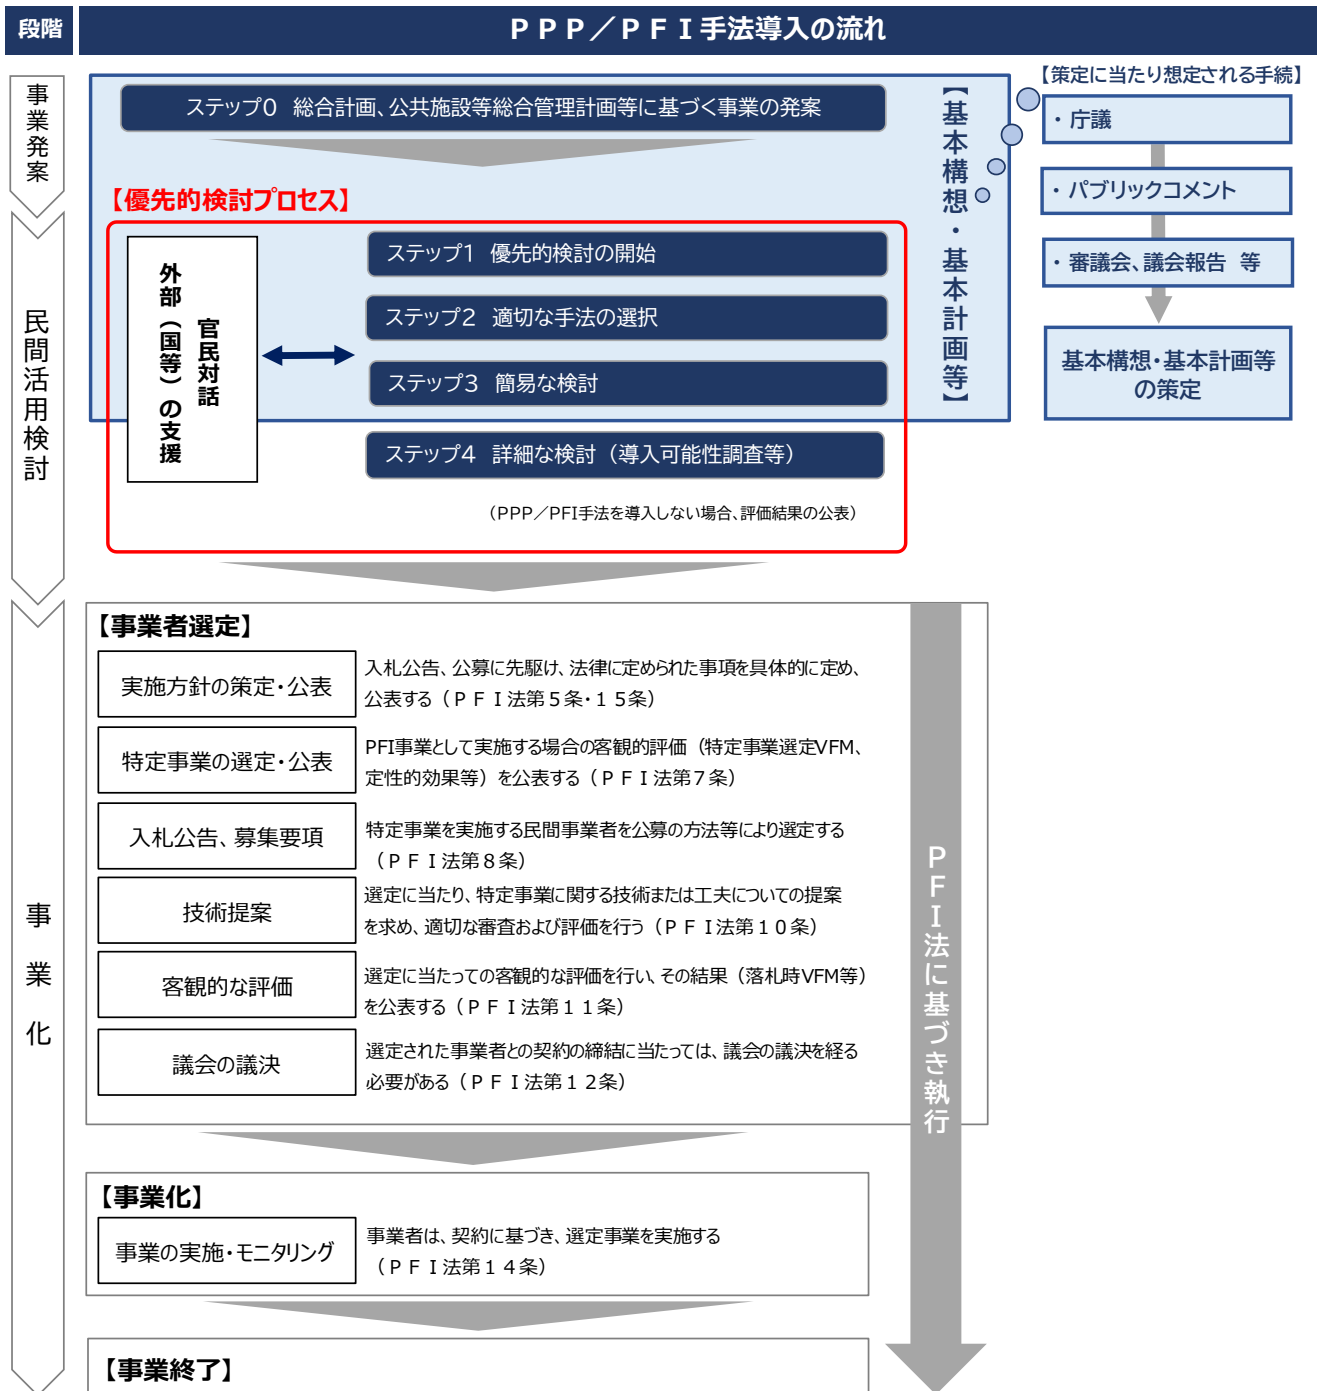 段階
ＰＰＰ／ＰＦＩ手法導入の流れ
事業発案
ステップ０　総合計画、公共施設等総合管理計画等に基づく事業の発案
【優先的検討プロセス】
民間活用検討
外部（国等）の支援
官民対話
ステップ１　優先的検討の開始
ステップ２　適切な手法の選択
ステップ３　簡易な検討
ステップ４　詳細な検討（導入可能性調査等）
（PPP／PFI手法を導入しない場合、評価結果の公表）
【基本構想・基本計画等】
【策定に当たり想定される手続】
・ 庁議
・ パブリックコメント
・ 審議会、議会報告　等
基本構想・基本計画等
の策定
事業化
【事業者選定】
実施方針の策定・公表
入札公告、公募に先駆け、法律に定められた事項を具体的に定め、
公表する（ＰＦＩ法第５条・１５条）
特定事業の選定・公表
PFI事業として実施する場合の客観的評価（特定事業選定VFM、
定性的効果等）を公表する（ＰＦＩ法第７条）
入札公告、募集要項
特定事業を実施する民間事業者を公募の方法等により選定する
（ＰＦＩ法第８条）
技術提案
選定に当たり、特定事業に関する技術または工夫についての提案
を求め、適切な審査および評価を行う（ＰＦＩ法第１０条）
客観的な評価
選定に当たっての客観的な評価を行い、その結果（落札時VFM等）
を公表する（ＰＦＩ法第１１条）
議会の議決
選定された事業者との契約の締結に当たっては、議会の議決を経る
必要がある（ＰＦＩ法第１２条）
ＰＦＩ法に基づき執行
【事業化】
事業の実施・モニタリング
事業者は、契約に基づき、選定事業を実施する
（ＰＦＩ法第１４条）
【事業終了】